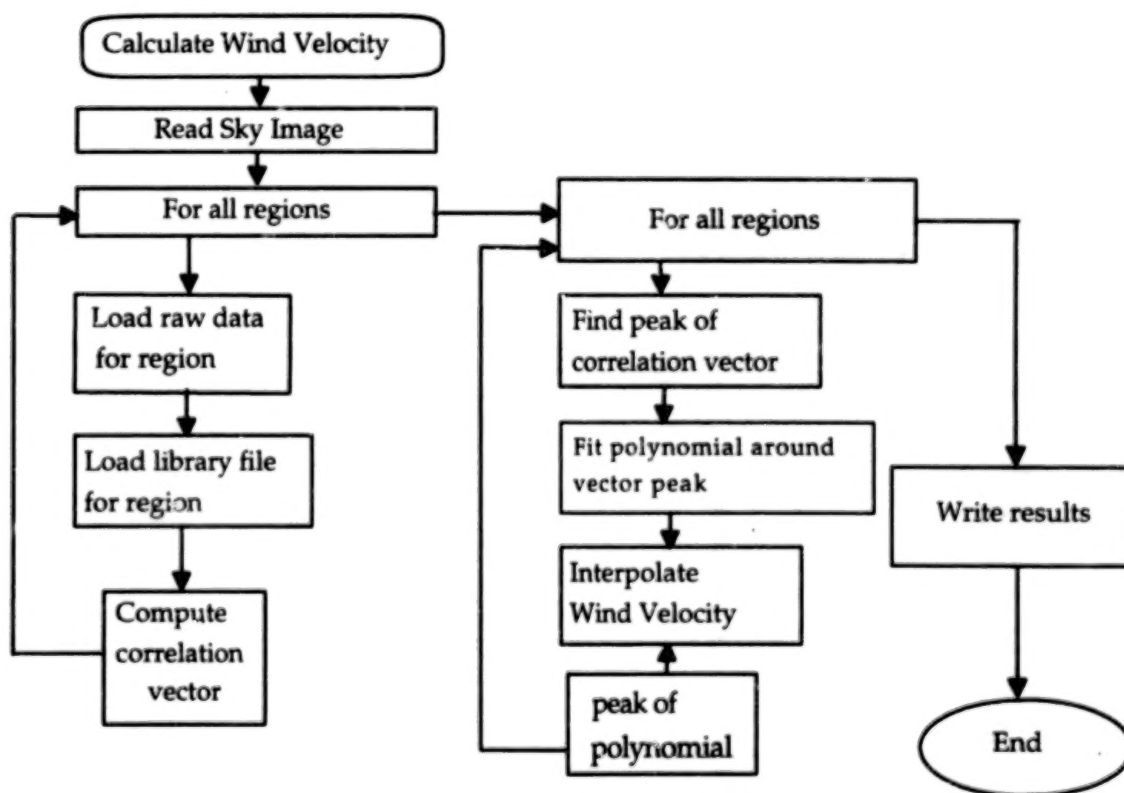 Calculate Wind Velocity
Read Sky Image
For all regions
Load raw data
for region
Load library file
for region
Compute
correlation
vector
For all regions
Find peak of
correlation vector
Fit polynomial around
vector peak
Interpolate
Wind Velocity
peak of
polynomial
Write results
End